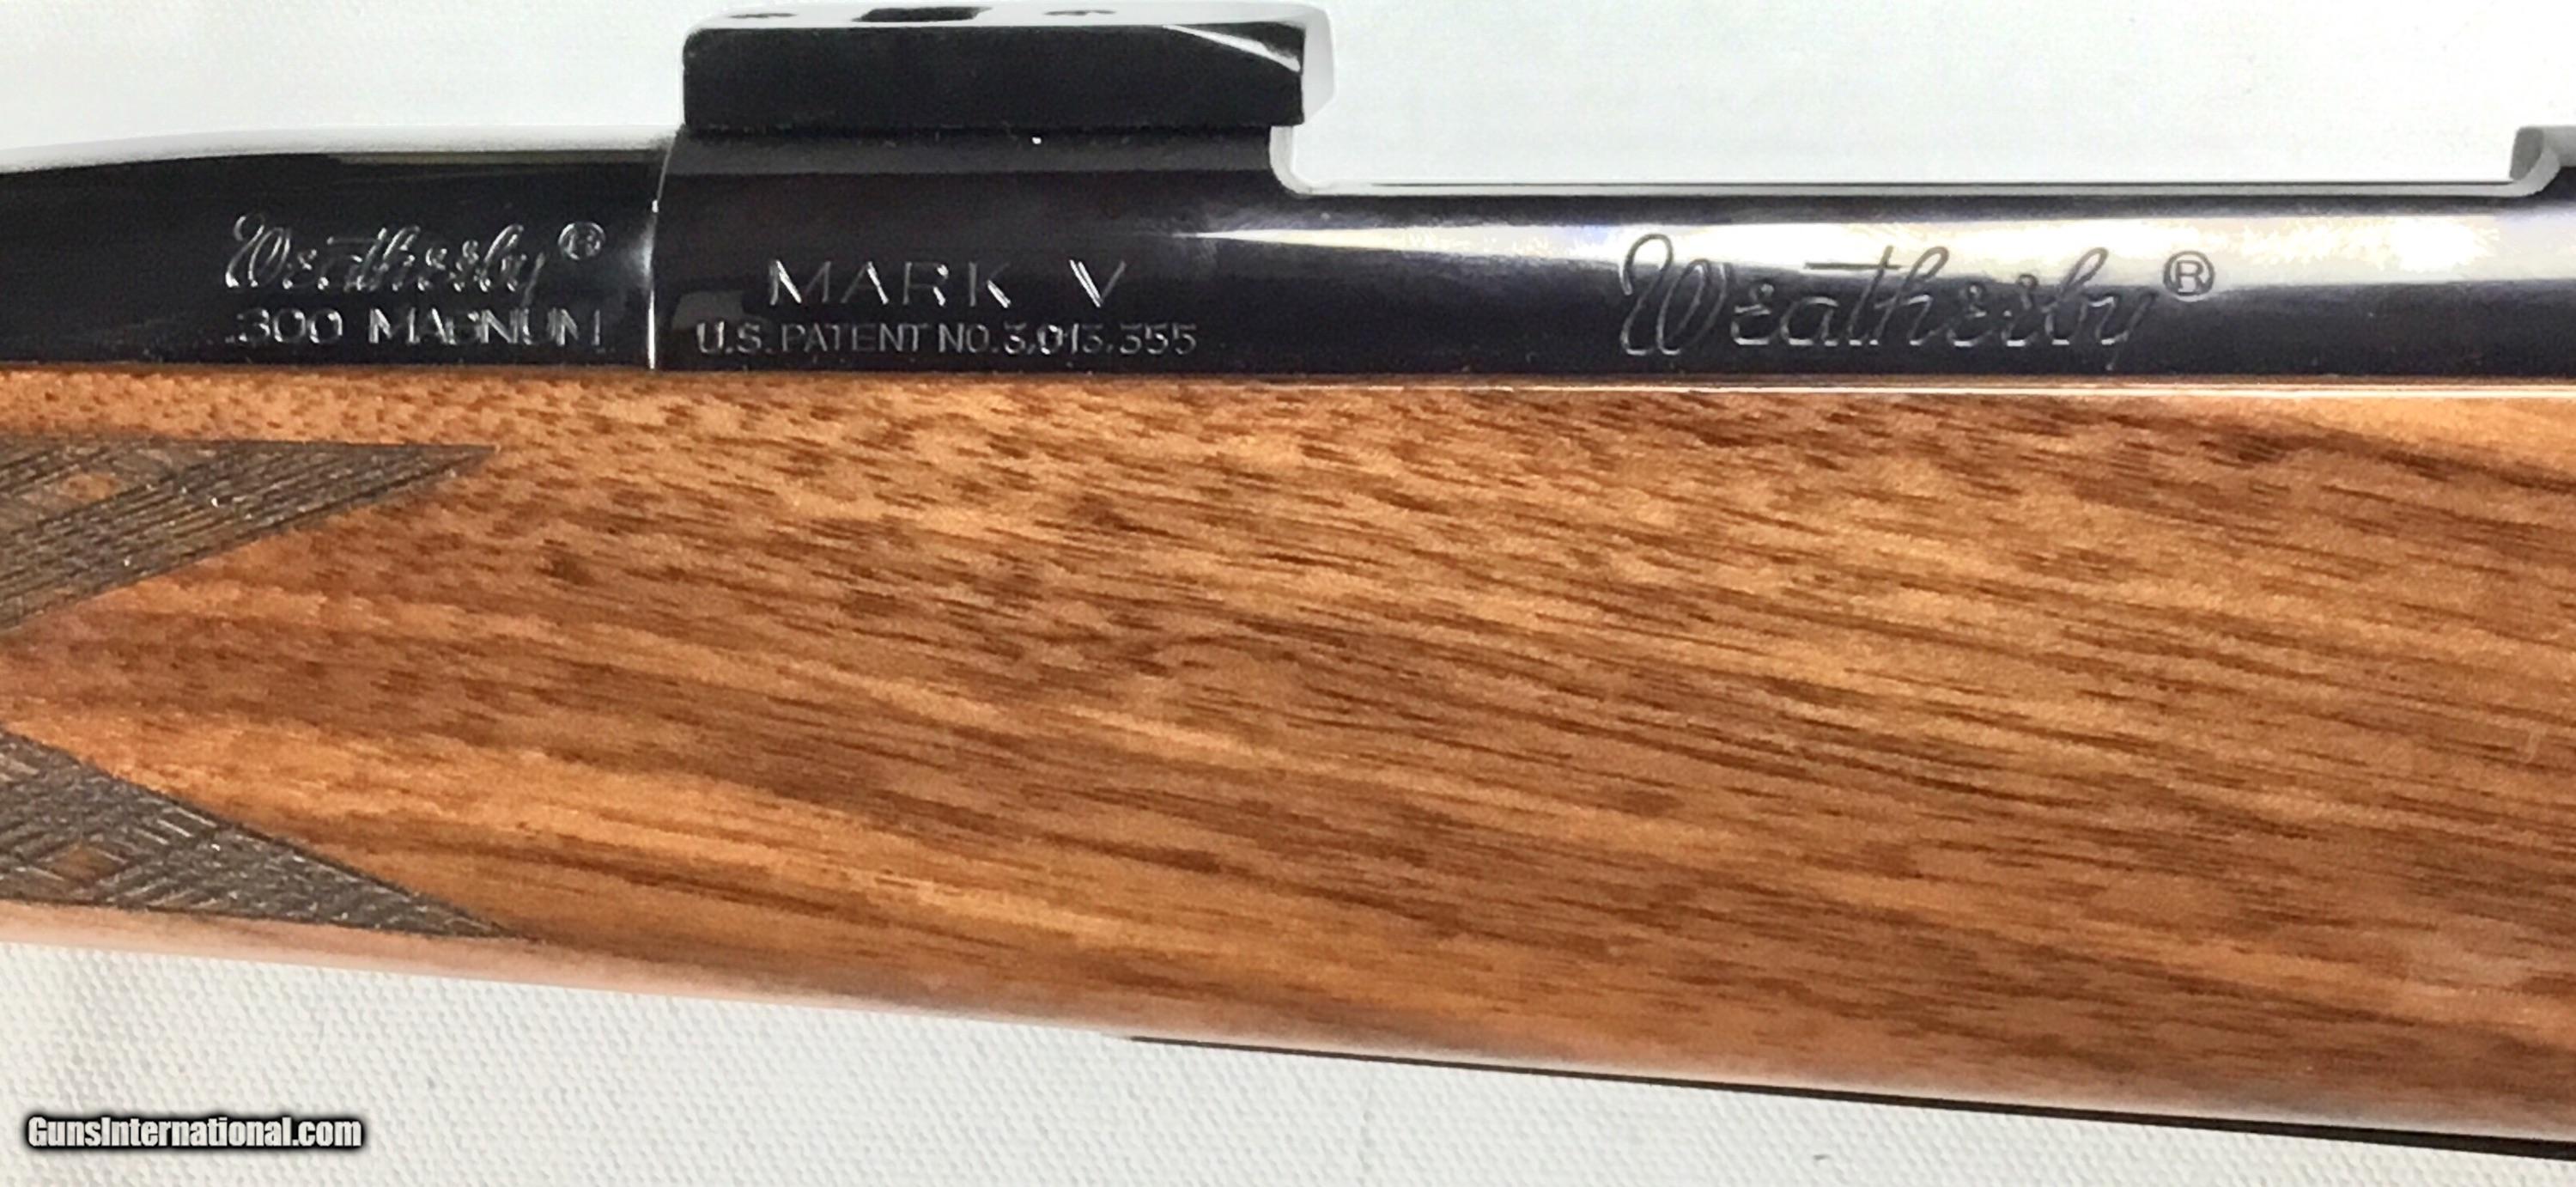 Weatherby®
.300 MAGNUM
MARK V
U.S. PATENT NO. 3,013,355
Weatherby®
GunsInternational.com